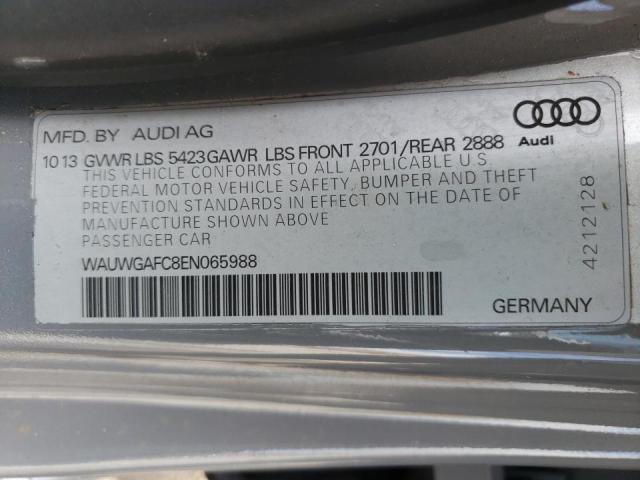 MFD. BY AUDI AG
10 13 GVWR LBS 5423 GAWR LBS FRONT 2701/REAR 2888
THIS VEHICLE CONFORMS TO ALL APPLICABLE U S
FEDERAL MOTOR VEHICLE SAFETY, BUMPER AND THEFT
PREVENTION STANDARDS IN EFFECT ON THE DATE OF
MANUFACTURE SHOWN ABOVE
PASSENGER CAR
WAUWGAFC8EN065988
GERMANY
Audi
4212128